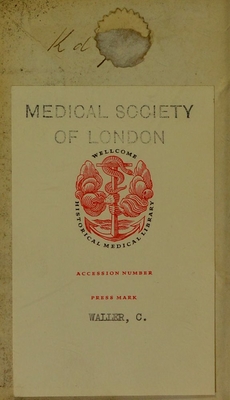 MEDICAL SOCIETY
OF LONDON
WELLCOME
HISTORICAL MEDICAL LIBRARY
ACCESSION NUMBER
PRESS MARK
WALLER, C.